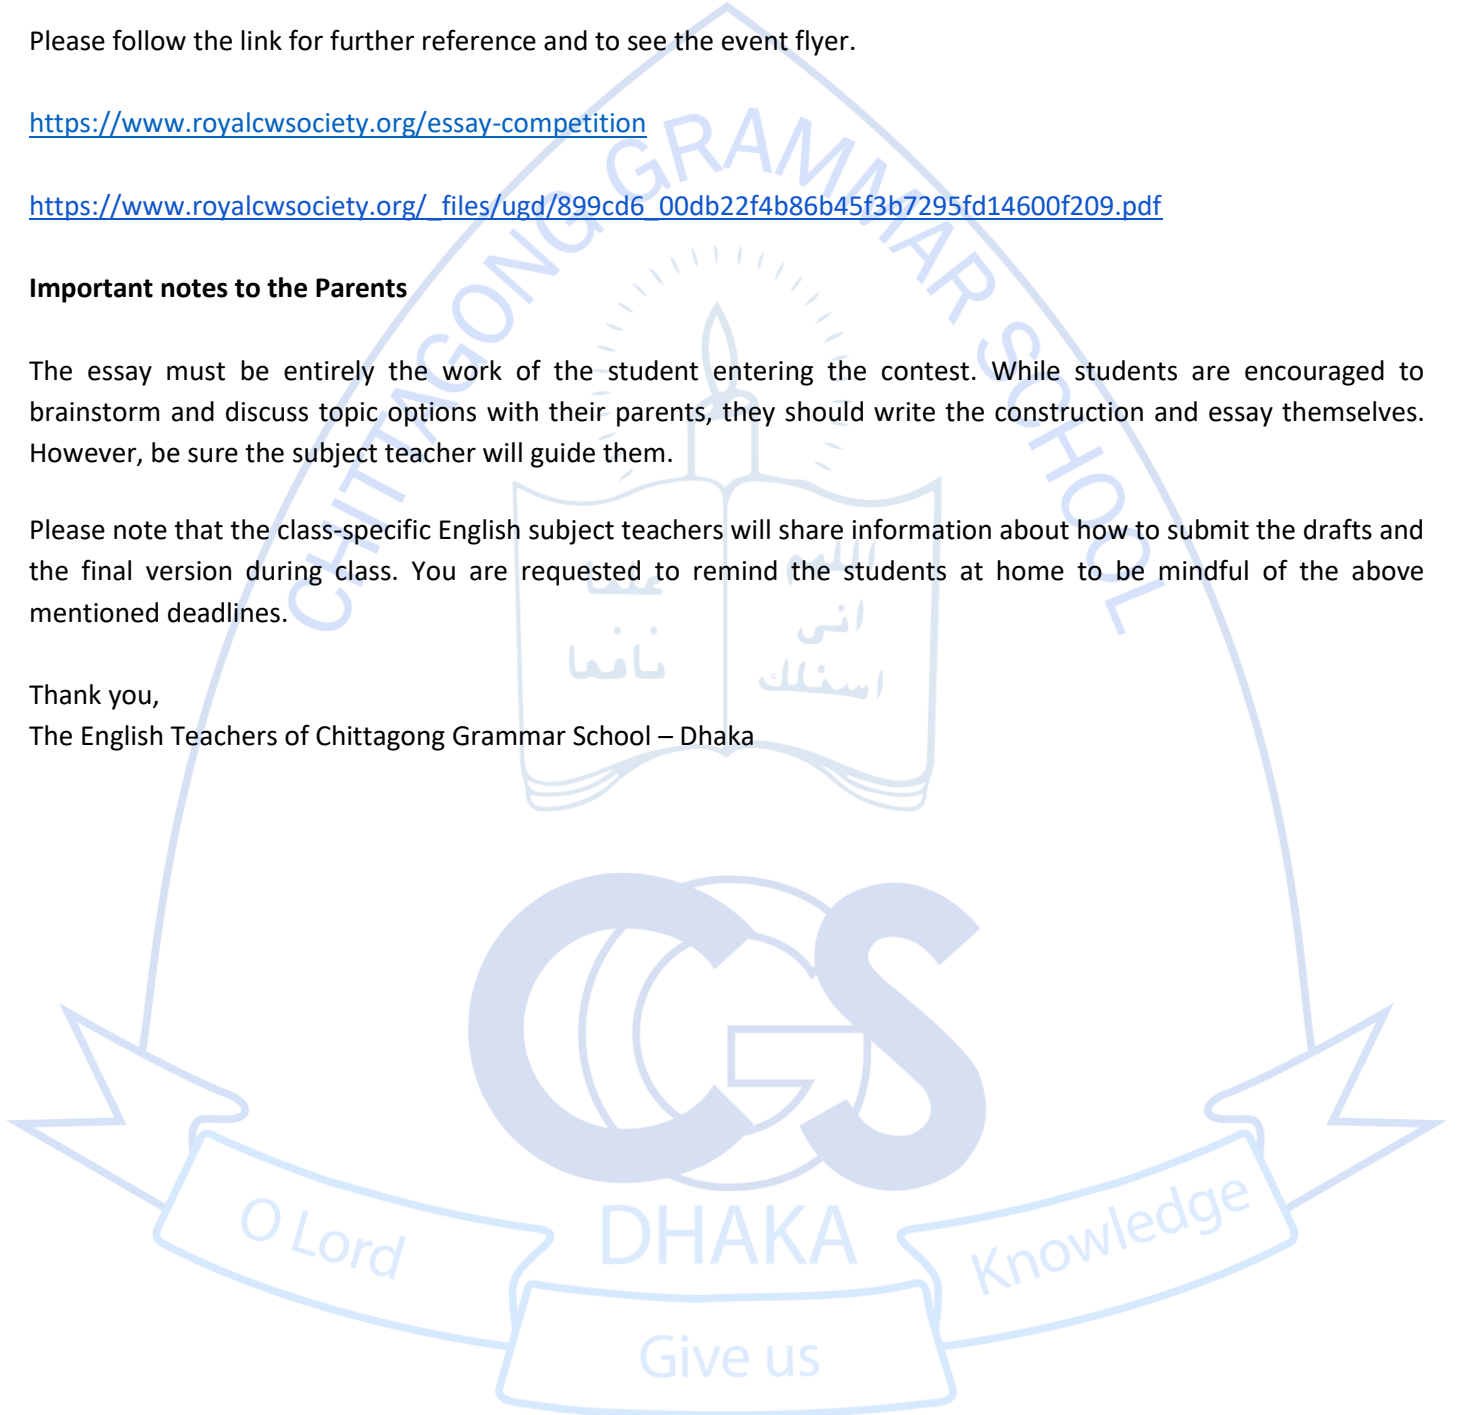 Please follow the link for further reference and to see the event flyer.
https://www.royalcwsociety.org/essay-competition
https://www.royalcwsociety.org/_files/ugd/899cd6_00db22f4b86b45f3b7295fd14600f209.pdf
Important notes to the Parents
The essay must be entirely the work of the student entering the contest. While students are encouraged to
brainstorm and discuss topic options with their parents, they should write the construction and essay themselves.
However, be sure the subject teacher will guide them.
Please note that the class-specific English subject teachers will share information about how to submit the drafts and
the final version during class. You are requested to remind the students at home to be mindful of the above
mentioned deadlines.
Thank you,
The English Teachers of Chittagong Grammar School – Dhaka
CHITTAGONG GRAMMAR SCHOOL
اللهم
انى
اسئلك
علما
نافعا
CGS
DHAKA
O Lord
Give us
Knowledge